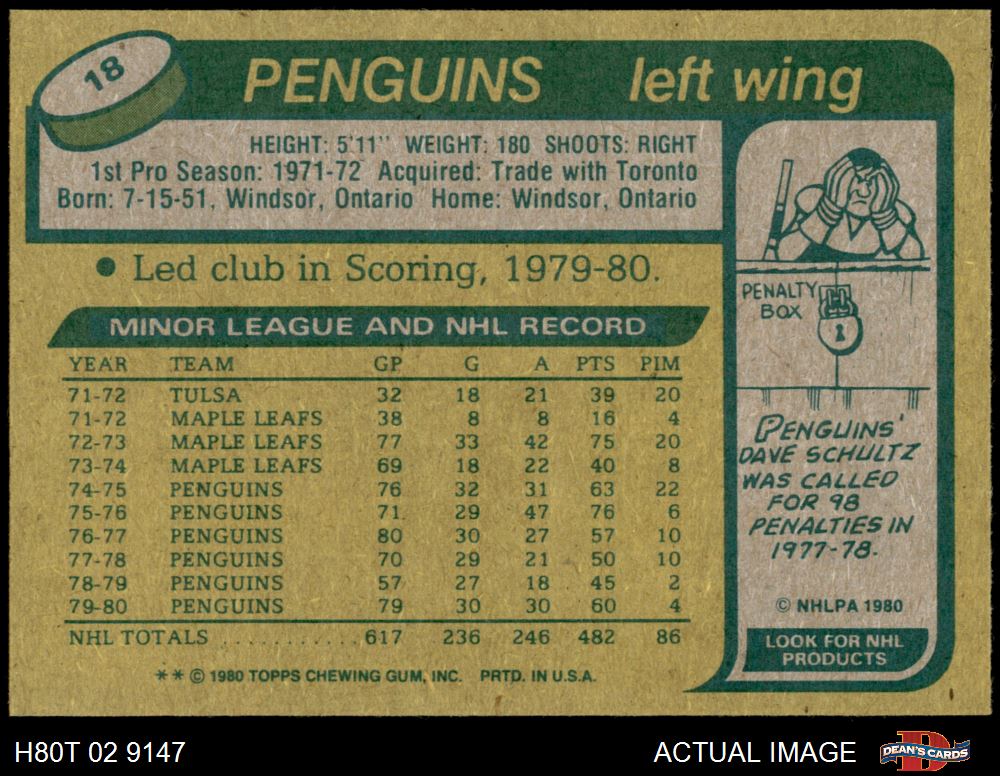 18
PENGUINS left wing
HEIGHT: 5'11" WEIGHT: 180 SHOOTS: RIGHT
1st Pro Season: 1971-72 Acquired: Trade with Toronto
Born: 7-15-51, Windsor, Ontario Home: Windsor, Ontario
• Led club in Scoring, 1979-80.
MINOR LEAGUE AND NHL RECORD
YEAR TEAM GP G A PTS PIM
71-72 TULSA 32 18 21 39 20
71-72 MAPLE LEAFS 38 8 8 16 4
72-73 MAPLE LEAFS 77 33 42 75 20
73-74 MAPLE LEAFS 69 18 22 40 8
74-75 PENGUINS 76 32 31 63 22
75-76 PENGUINS 71 29 47 76 6
76-77 PENGUINS 80 30 27 57 10
77-78 PENGUINS 70 29 21 50 10
78-79 PENGUINS 57 27 18 45 2
79-80 PENGUINS 79 30 30 60 4
NHL TOTALS ............ 617 236 246 482 86
** © 1980 TOPPS CHEWING GUM, INC. PRTD. IN U.S.A.
PENALTY
BOX
1
PENGUINS'
DAVE SCHULTZ
WAS CALLED
FOR 98
PENALTIES IN
1977-78.
© NHLPA 1980
LOOK FOR NHL
PRODUCTS
H80T 02 9147
ACTUAL IMAGE
D
DEAN'S CARDS